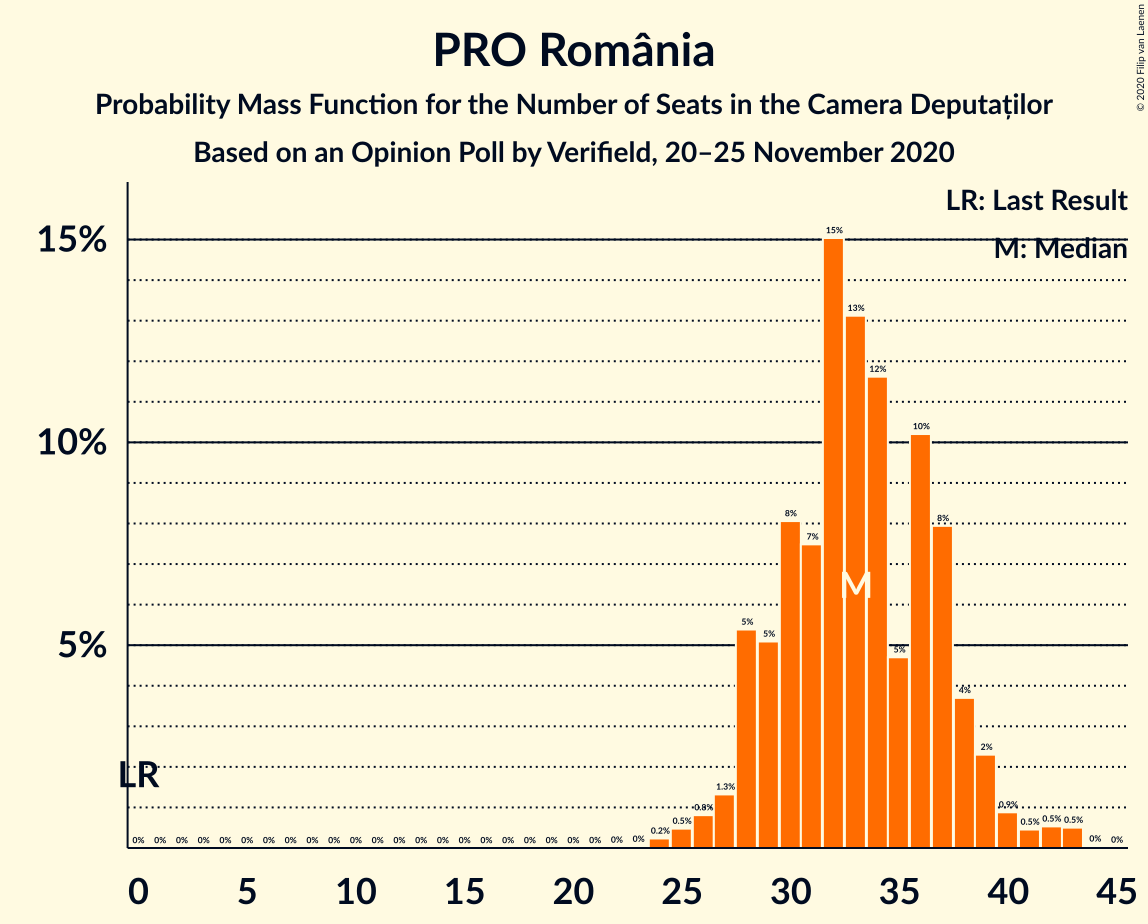 PRO România
Probability Mass Function for the Number of Seats in the Camera Deputaților
Based on an Opinion Poll by Verifield, 20–25 November 2020
© 2020 Filip van Laenen
LR: Last Result
M: Median
15%
10%
5%
LR
M
0% 0% 0% 0% 0% 0% 0% 0% 0% 0% 0% 0% 0% 0% 0% 0% 0% 0% 0% 0% 0% 0% 0% 0% 0.2% 0.5% 0.8% 1.3% 5% 5% 8% 7% 15% 13% 12% 5% 10% 8% 4% 2% 0.9% 0.5% 0.5% 0.5% 0% 0%
0 5 10 15 20 25 30 35 40 45